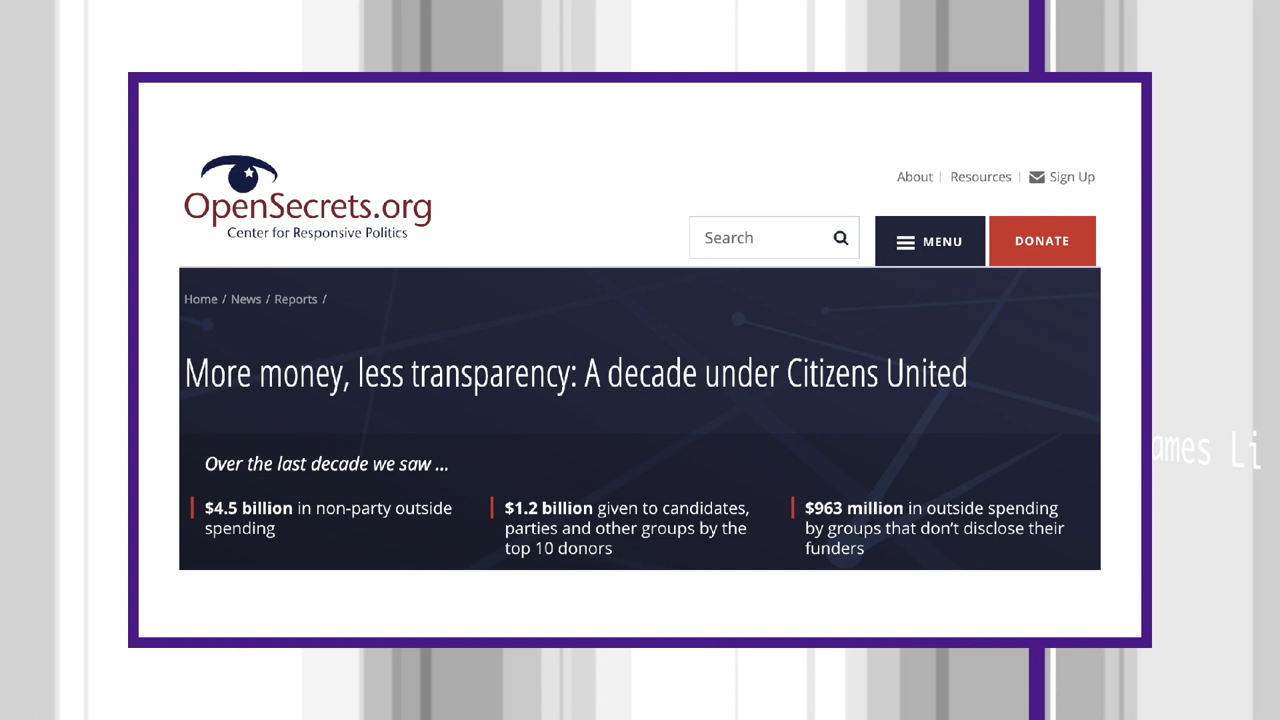 OpenSecrets.org
Center for Responsive Politics
About | Resources | Sign Up
Search
MENU
DONATE
Home / News / Reports /
More money, less transparency: A decade under Citizens United
Over the last decade we saw ...
$4.5 billion in non-party outside
spending
$1.2 billion given to candidates,
parties and other groups by the
top 10 donors
$963 million in outside spending
by groups that don't disclose their
funders
ames Li